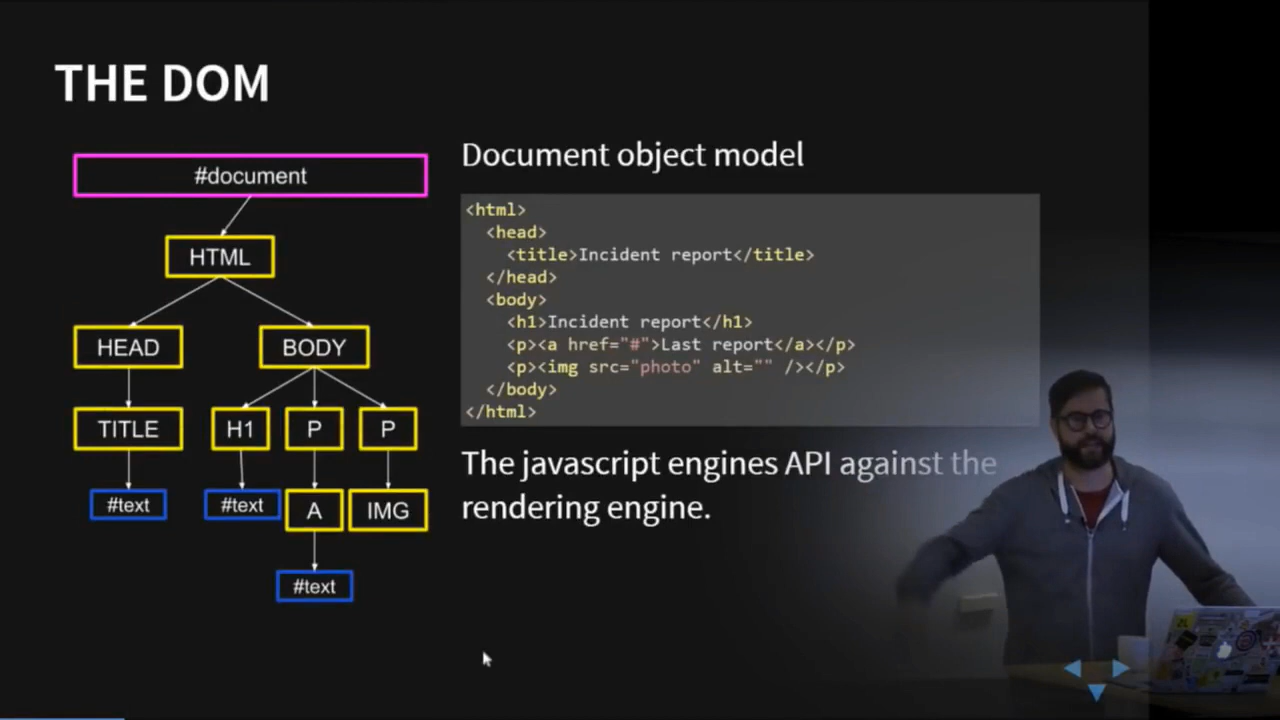 THE DOM
#document
HTML
HEAD
BODY
TITLE
H1
P
P
#text
#text
A
IMG
#text
Document object model
<html>
  <head>
    <title>Incident report</title>
  </head>
  <body>
    <h1>Incident report</h1>
    <p><a href="#">Last report</a></p>
    <p><img src="photo" alt="" /></p>
  </body>
</html>
The javascript engines API against the
rendering engine.